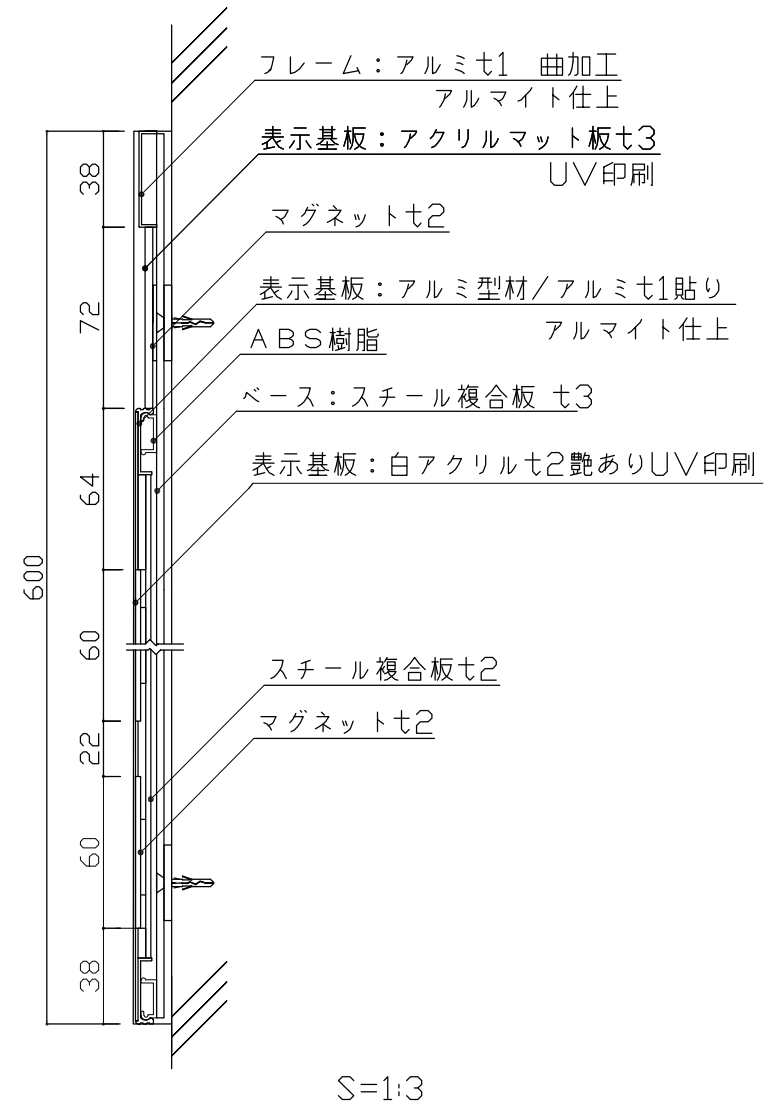 フレーム：アルミt1　曲加工
アルマイト仕上
表示基板：アクリルマット板t3
UV印刷
マグネットt2
表示基板：アルミ型材/アルミt1貼り
アルマイト仕上
ＡＢＳ樹脂
ベース：スチール複合板 t3
表示基板：白アクリルt2艶ありUV印刷
スチール複合板t2
マグネットt2
38
72
64
600
60
22
60
38
S=1:3